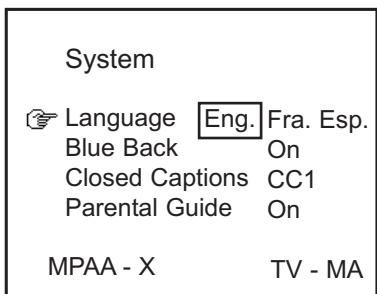 System
Language Eng. Fra. Esp.
Blue Back On
Closed Captions CC1
Parental Guide On
MPAA - X TV - MA